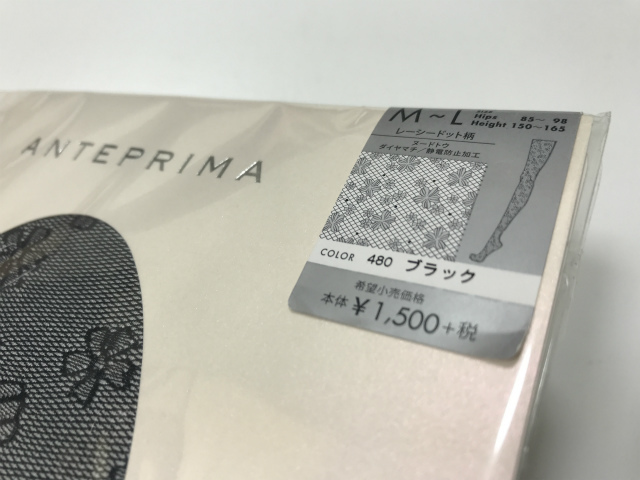 ANTEPRIMA
M~L
SIZE
Hips 85~ 98
Height 150~165
レーシードット柄
ヌードトウ
ダイヤマチ/静電防止加工
COLOR 480 ブラック
希望小売価格
本体 ¥1,500+税